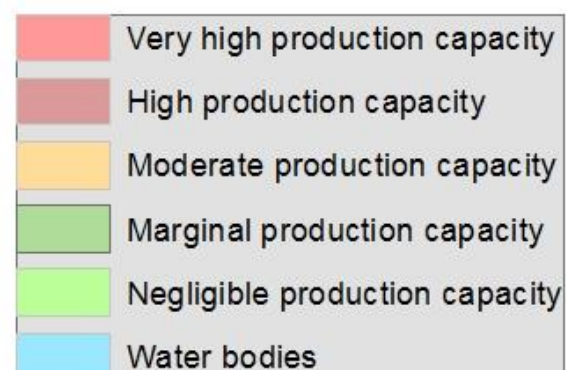 Very high production capacity
High production capacity
Moderate production capacity
Marginal production capacity
Negligible production capacity
Water bodies